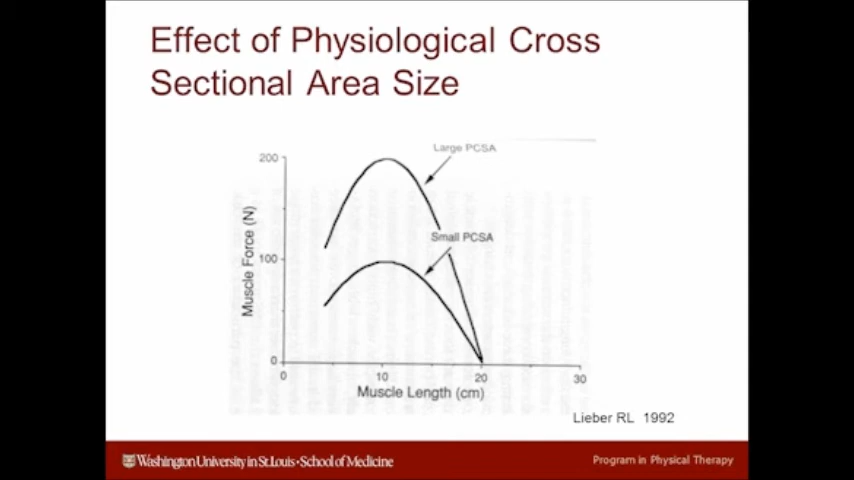 Effect of Physiological Cross
Sectional Area Size
200
Large PCSA
Muscle Force (N)
Small PCSA
100
0
0
10
20
30
Muscle Length (cm)
Lieber RL 1992
Washington University in St. Louis • School of Medicine
Program in Physical Therapy